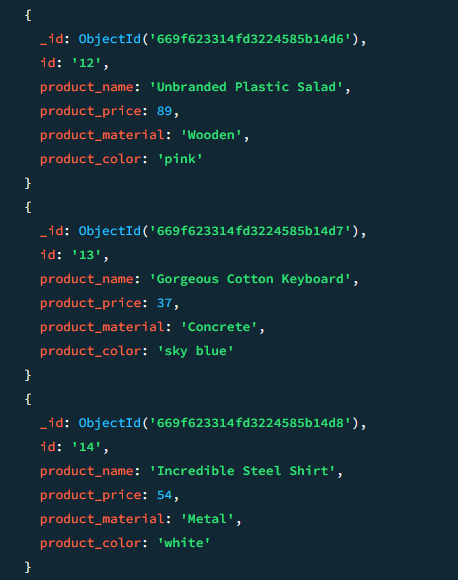 {
_id: ObjectId('669f623314fd3224585b14d6'),
id: '12',
product_name: 'Unbranded Plastic Salad',
product_price: 89,
product_material: 'Wooden',
product_color: 'pink'
}
{
_id: ObjectId('669f623314fd3224585b14d7'),
id: '13',
product_name: 'Gorgeous Cotton Keyboard',
product_price: 37,
product_material: 'Concrete',
product_color: 'sky blue'
}
{
_id: ObjectId('669f623314fd3224585b14d8'),
id: '14',
product_name: 'Incredible Steel Shirt',
product_price: 54,
product_material: 'Metal',
product_color: 'white'
}